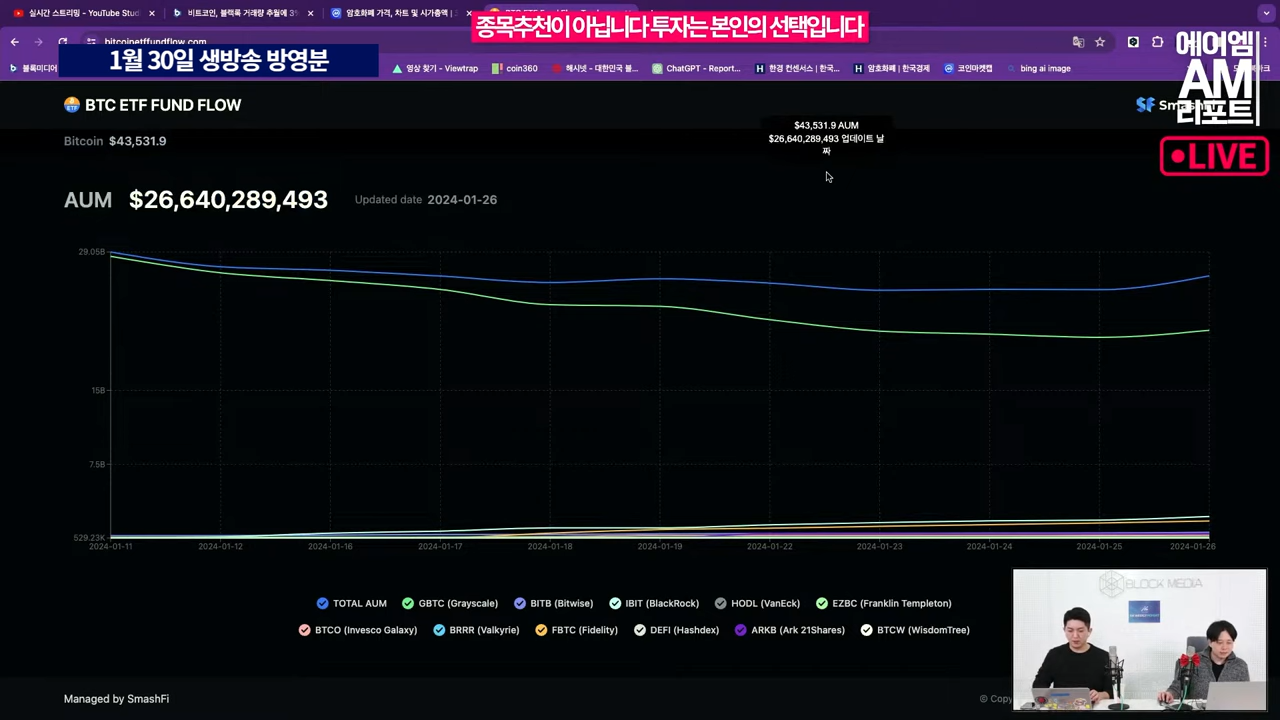 종목추천이 아닙니다 투자는 본인의 선택입니다
실시간 스트리밍 - YouTube Stud
비트코인, 블랙록 거래량 추월에 3
암호화폐 가격, 차트 및 시가총액 |
bitcoinetffundflow.com
1월 30일 생방송 방영분
블록미디어
영상 찾기 - Viewtrap
coin365
해시넷 - 대한민국 블...
ChatGPT - Report...
한경 컨센서스 | 한국...
암호화폐 | 한국경제
코인마켓캡
bing ai image
에어엠
AM
리포트
LIVE
BTC ETF FUND FLOW
Bitcoin $43,531.9
$43,531.9 AUM
$26,640,289,493 업데이트 날
짜
AUM $26,640,289,493 Updated date 2024-01-26
29.05B
15B
7.5B
529.23K
2024-01-11 2024-01-12 2024-01-16 2024-01-17 2024-01-18 2024-01-19 2024-01-22 2024-01-23 2024-01-24 2024-01-25 2024-01-26
TOTAL AUM GBTC (Grayscale) BITB (Bitwise) IBIT (BlackRock) HODL (VanEck) EZBC (Franklin Templeton)
BTCO (Invesco Galaxy) BRRR (Valkyrie) FBTC (Fidelity) DEFI (Hashdex) ARKB (Ark 21Shares) BTCW (WisdomTree)
BLOCK MEDIA
Managed by SmashFi
© Copy